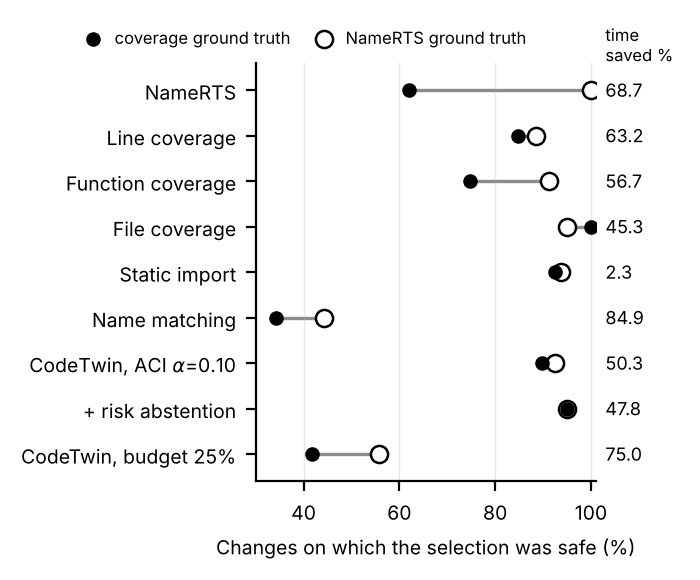 coverage ground truth NameRTS ground truth
time
saved %
NameRTS 68.7
Line coverage 63.2
Function coverage 56.7
File coverage 45.3
Static import 2.3
Name matching 84.9
CodeTwin, ACI α=0.10 50.3
+ risk abstention 47.8
CodeTwin, budget 25% 75.0
40 60 80 100
Changes on which the selection was safe (%)